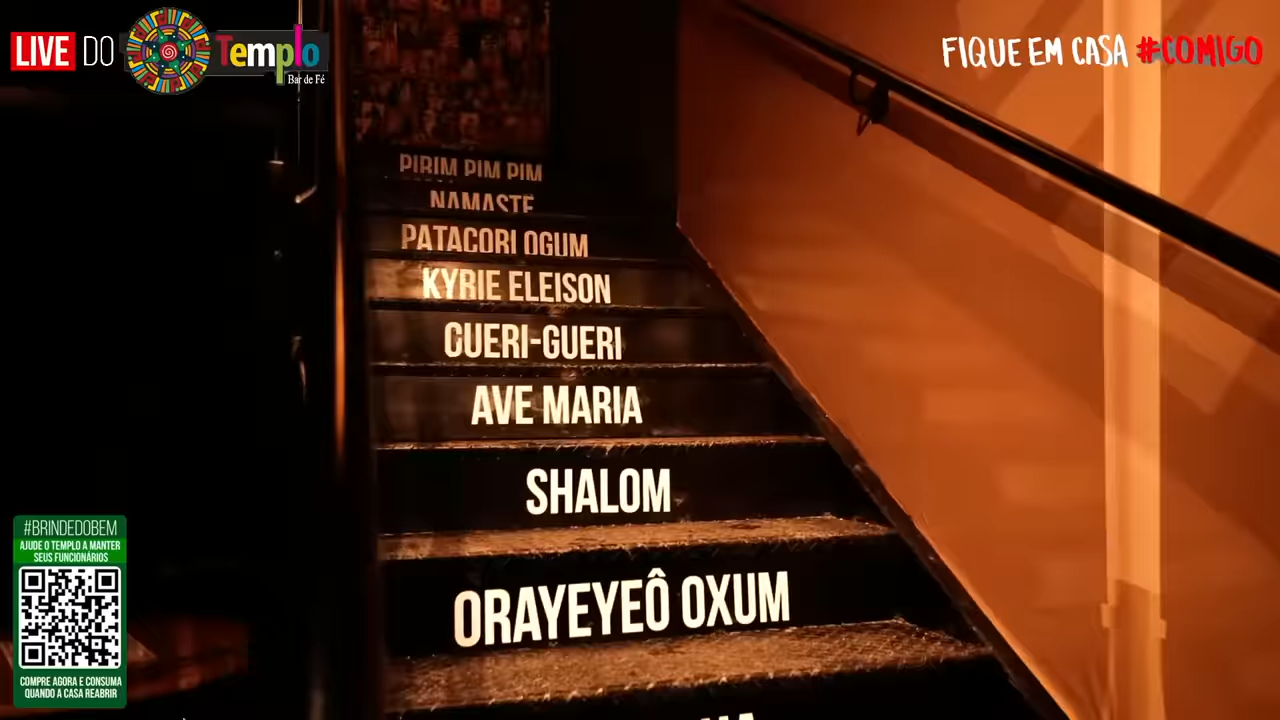 LIVE DO Templo
Bar de Fé
FIQUE EM CASA #COMIGO
PIRIM PIM PIM
NAMASTE
PATACORI OGUM
KYRIE ELEISON
GUERI-GUERI
AVE MARIA
SHALOM
ORAYEYEÔ OXUM
#BRINDEDOBEM
AJUDE O TEMPLO A MANTER
SEUS FUNCIONÁRIOS
COMPRE AGORA E CONSUMA
QUANDO A CASA REABRIR